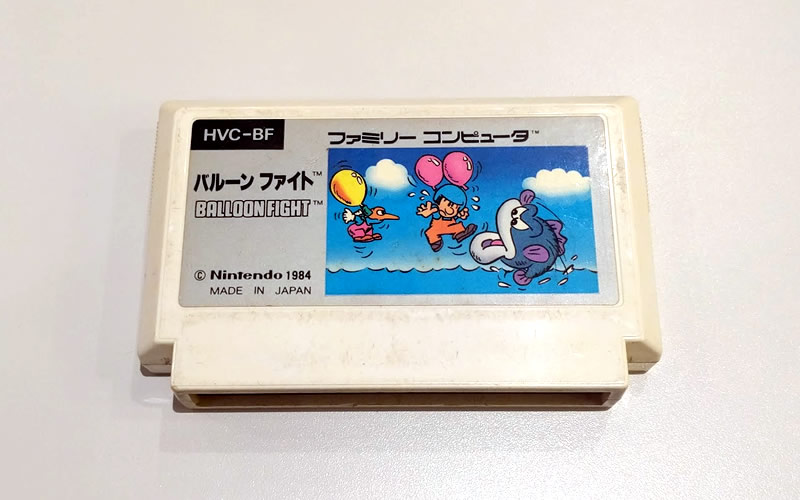 HVC-BF
ファミリー コンピュータ™
バルーン ファイト™
BALLOON FIGHT™
© Nintendo 1984
MADE IN JAPAN